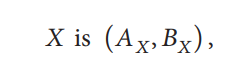 X is (A_X, B_X),